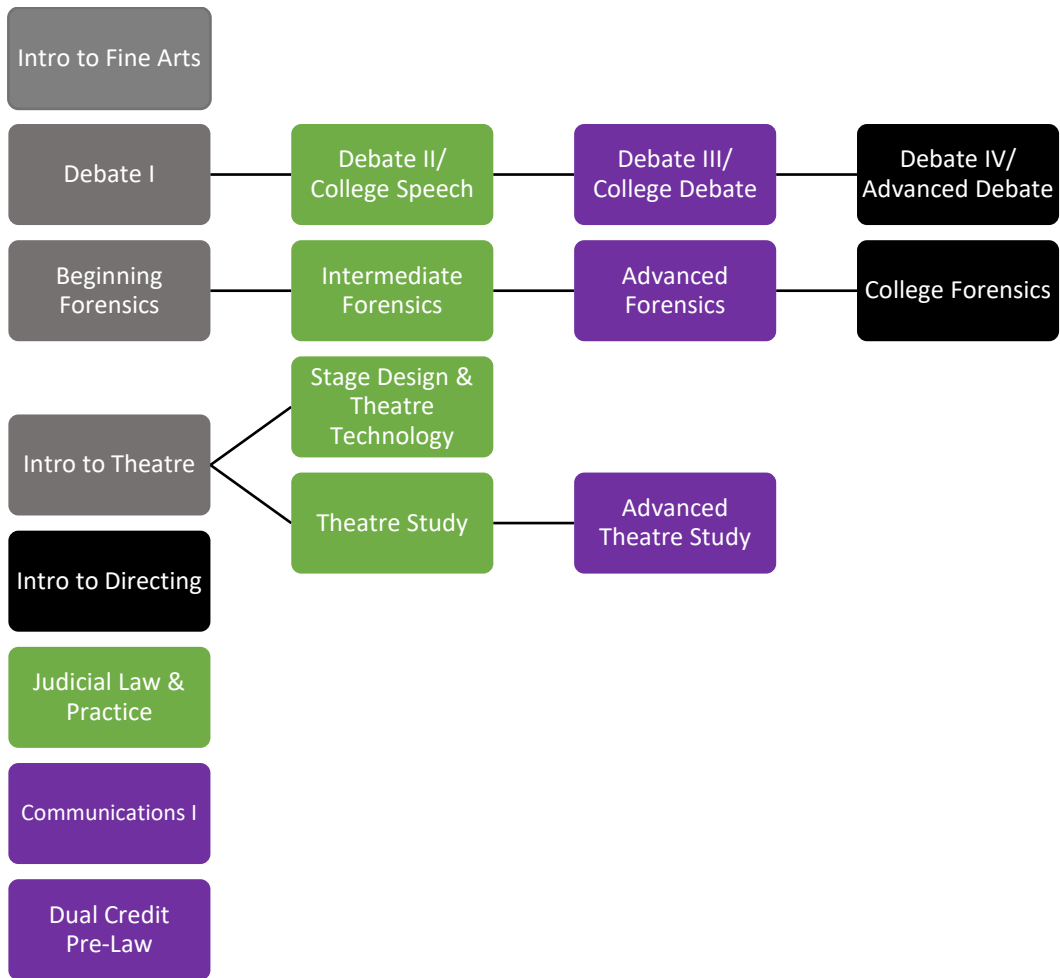 Intro to Fine Arts
Debate I
Debate II/
College Speech
Debate III/
College Debate
Debate IV/
Advanced Debate
Beginning
Forensics
Intermediate
Forensics
Advanced
Forensics
College Forensics
Intro to Theatre
Stage Design &
Theatre
Technology
Theatre Study
Advanced
Theatre Study
Intro to Directing
Judicial Law &
Practice
Communications I
Dual Credit
Pre-Law